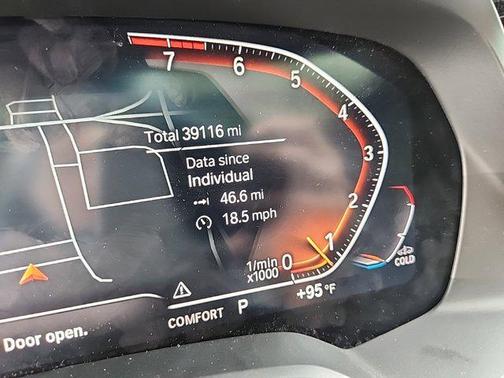 7 6 5 4 3 2 1 0
Total 39116 mi
Data since
Individual
46.6 mi
18.5 mph
1/min
x1000
COLD
+95 °F
COMFORT P
Door open.